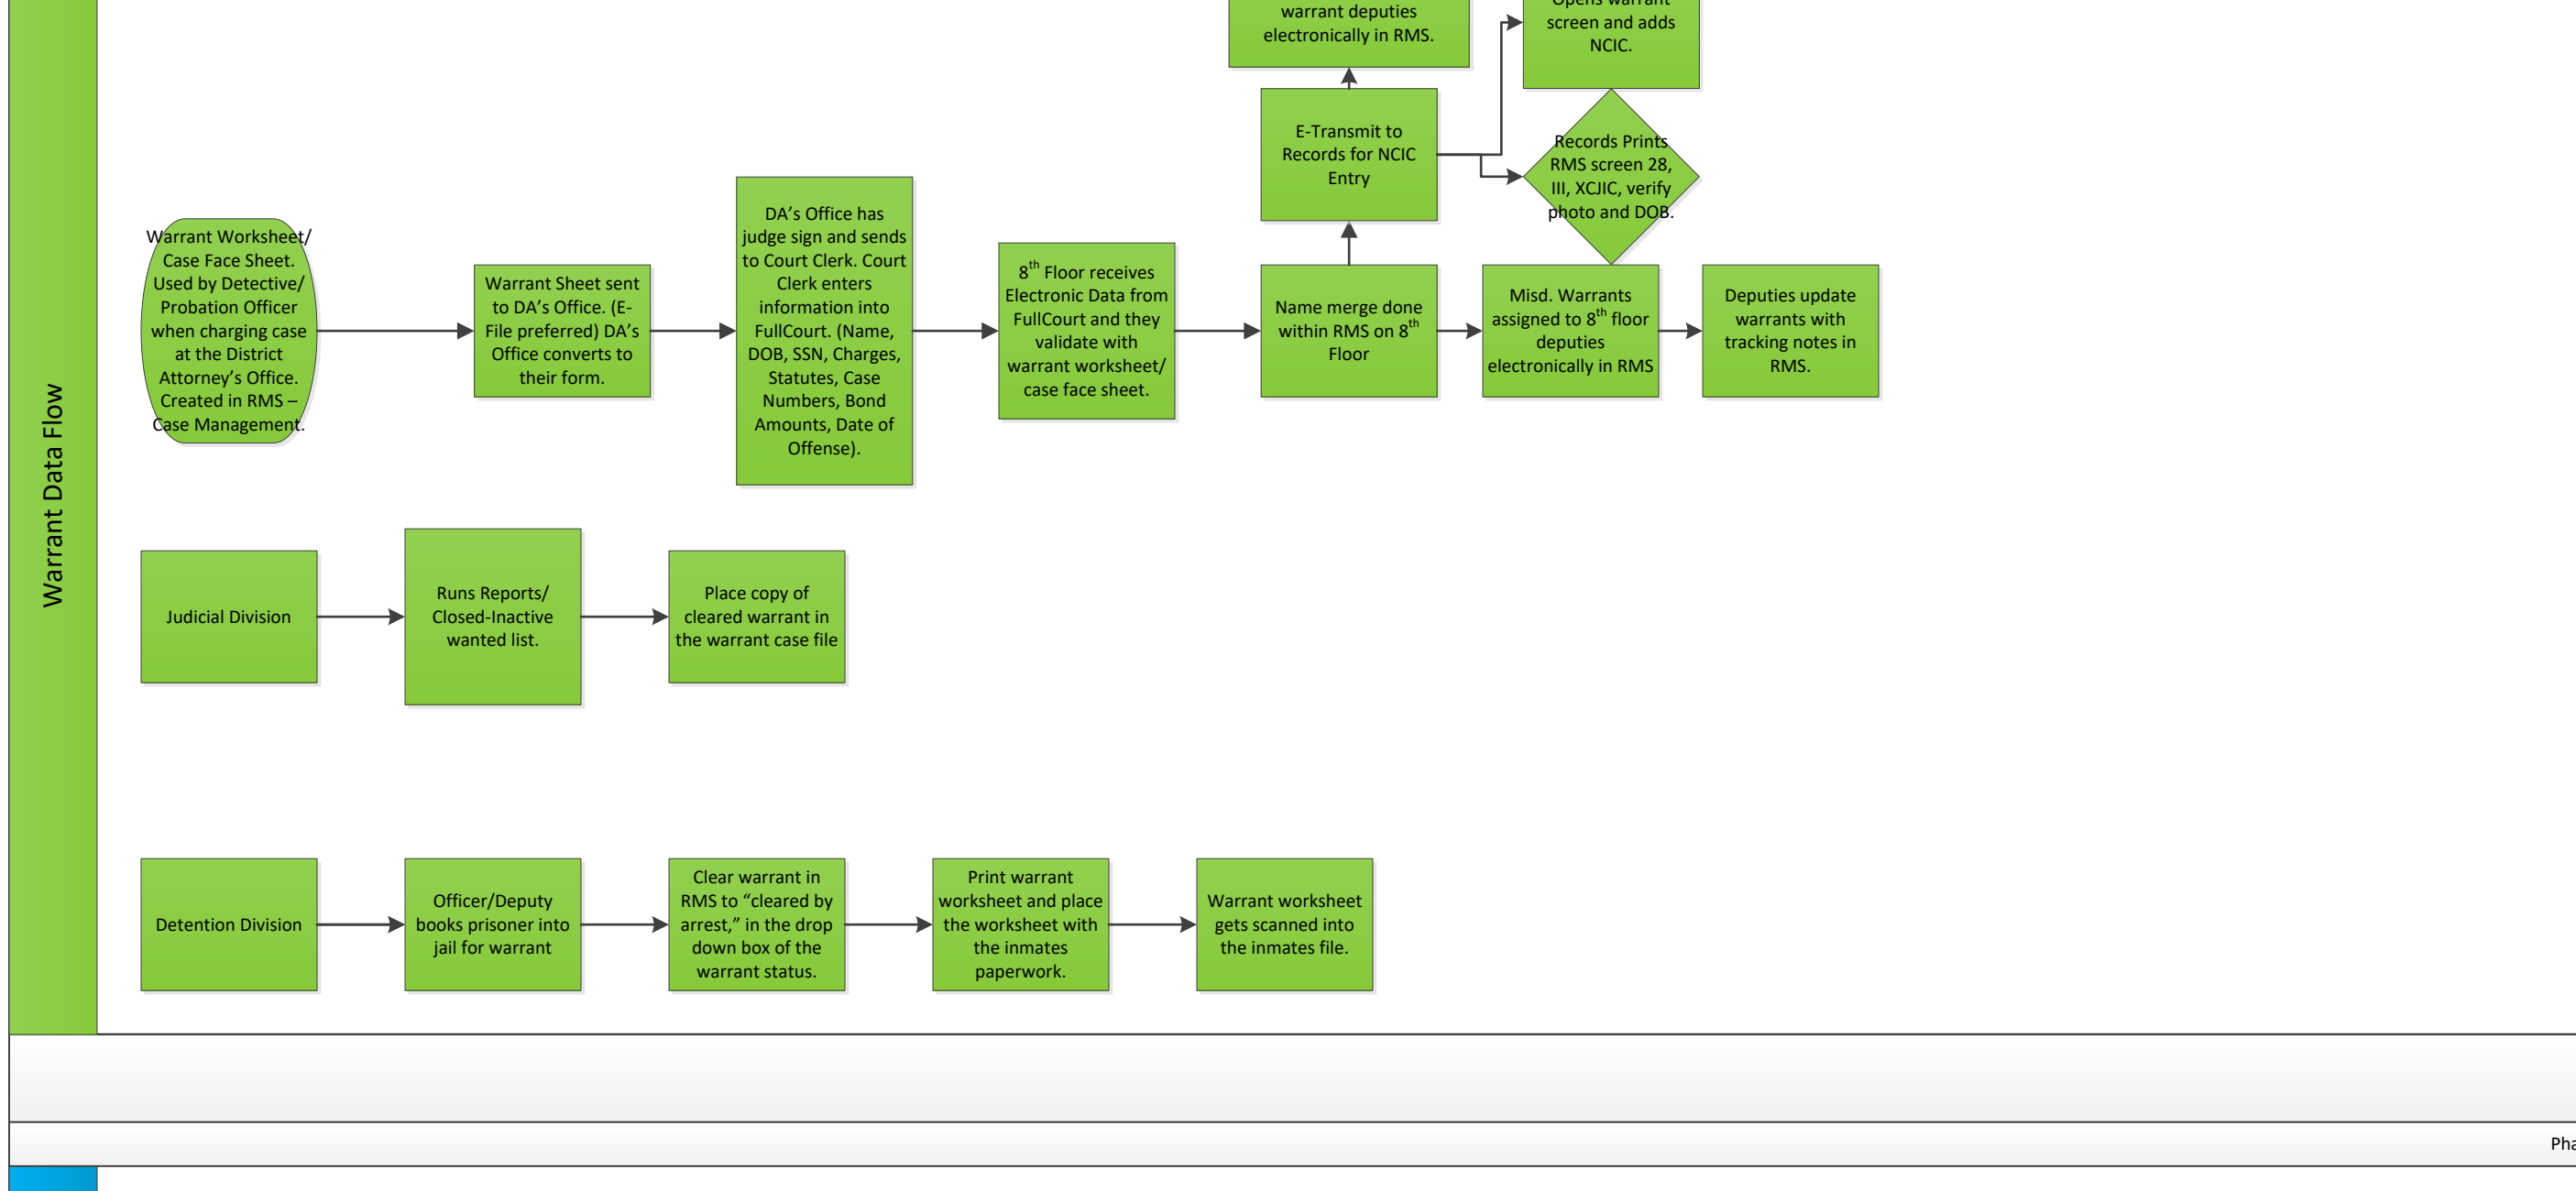 warrant deputies
electronically in RMS.
Opens warrant
screen and adds
NCIC.
E-Transmit to
Records for NCIC
Entry
Records Prints
RMS screen 28,
III, XCJIC, verify
photo and DOB.
Warrant Data Flow
Warrant Worksheet/
Case Face Sheet.
Used by Detective/
Probation Officer
when charging case
at the District
Attorney’s Office.
Created in RMS –
Case Management.
Warrant Sheet sent
to DA’s Office. (E-
File preferred) DA’s
Office converts to
their form.
DA’s Office has
judge sign and sends
to Court Clerk. Court
Clerk enters
information into
FullCourt. (Name,
DOB, SSN, Charges,
Statutes, Case
Numbers, Bond
Amounts, Date of
Offense).
8th Floor receives
Electronic Data from
FullCourt and they
validate with
warrant worksheet/
case face sheet.
Name merge done
within RMS on 8th
Floor
Misd. Warrants
assigned to 8th floor
deputies
electronically in RMS
Deputies update
warrants with
tracking notes in
RMS.
Judicial Division
Runs Reports/
Closed-Inactive
wanted list.
Place copy of
cleared warrant in
the warrant case file
Detention Division
Officer/Deputy
books prisoner into
jail for warrant
Clear warrant in
RMS to “cleared by
arrest,” in the drop
down box of the
warrant status.
Print warrant
worksheet and place
the worksheet with
the inmates
paperwork.
Warrant worksheet
gets scanned into
the inmates file.
Pha